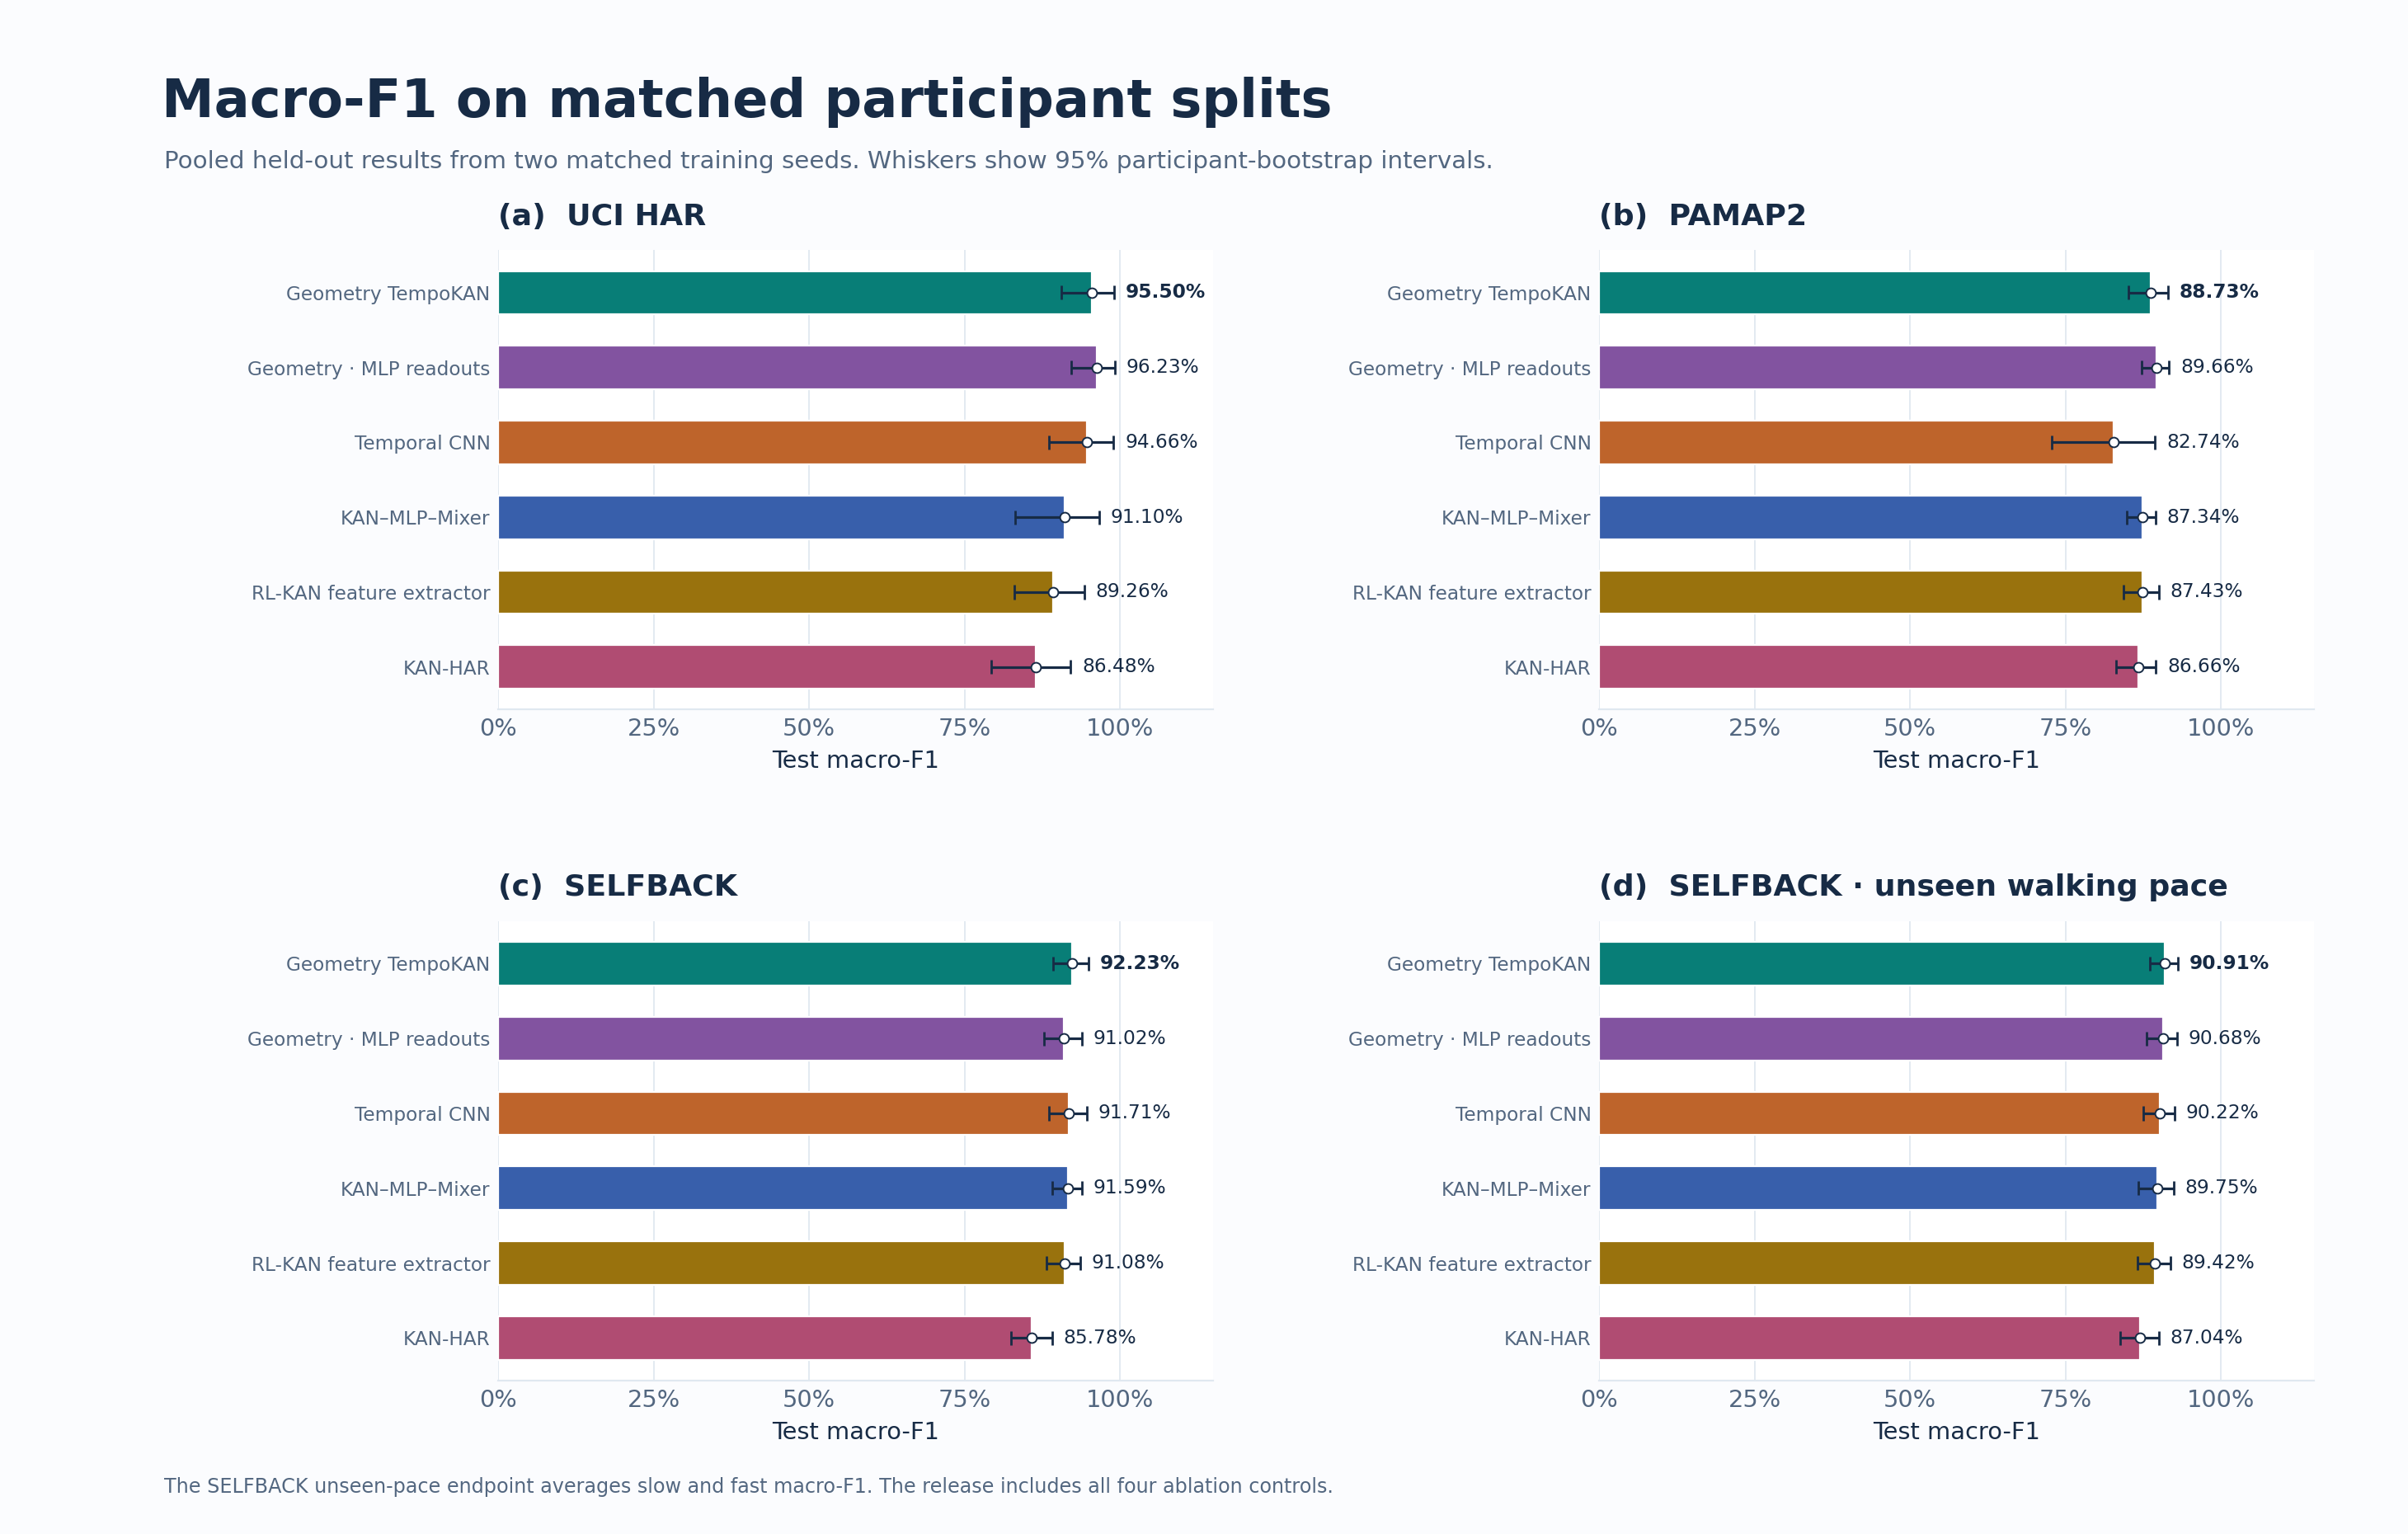 Macro-F1 on matched participant splits
Pooled held-out results from two matched training seeds. Whiskers show 95% participant-bootstrap intervals.
(a) UCI HAR
Geometry TempoKAN 95.50%
Geometry · MLP readouts 96.23%
Temporal CNN 94.66%
KAN–MLP–Mixer 91.10%
RL-KAN feature extractor 89.26%
KAN-HAR 86.48%
0% 25% 50% 75% 100%
Test macro-F1
(b) PAMAP2
Geometry TempoKAN 88.73%
Geometry · MLP readouts 89.66%
Temporal CNN 82.74%
KAN–MLP–Mixer 87.34%
RL-KAN feature extractor 87.43%
KAN-HAR 86.66%
0% 25% 50% 75% 100%
Test macro-F1
(c) SELFBACK
Geometry TempoKAN 92.23%
Geometry · MLP readouts 91.02%
Temporal CNN 91.71%
KAN–MLP–Mixer 91.59%
RL-KAN feature extractor 91.08%
KAN-HAR 85.78%
0% 25% 50% 75% 100%
Test macro-F1
(d) SELFBACK · unseen walking pace
Geometry TempoKAN 90.91%
Geometry · MLP readouts 90.68%
Temporal CNN 90.22%
KAN–MLP–Mixer 89.75%
RL-KAN feature extractor 89.42%
KAN-HAR 87.04%
0% 25% 50% 75% 100%
Test macro-F1
The SELFBACK unseen-pace endpoint averages slow and fast macro-F1. The release includes all four ablation controls.